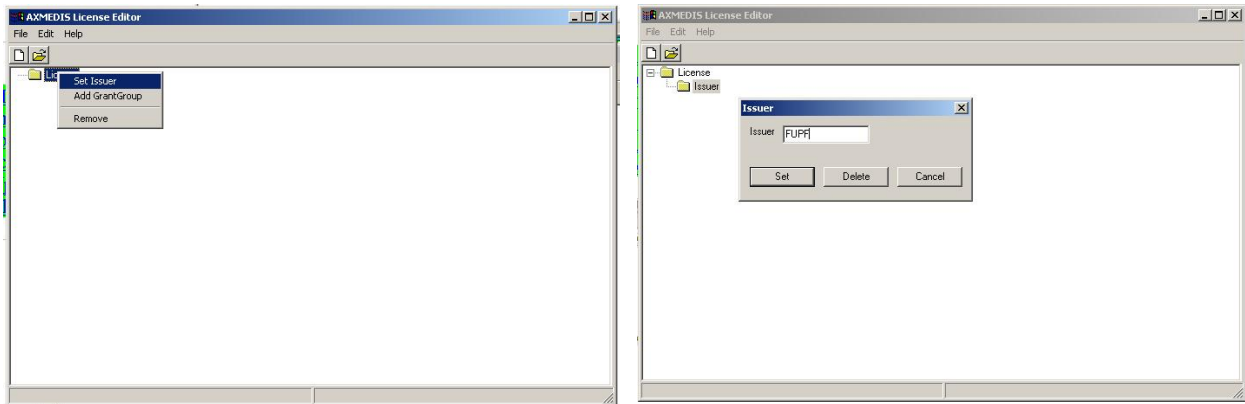 AXMEDIS License Editor
File Edit Help
Set Issuer
Add GrantGroup
Remove
AXMEDIS License Editor
File Edit Help
License
Issuer
Issuer
Issuer FUPF
Set Delete Cancel